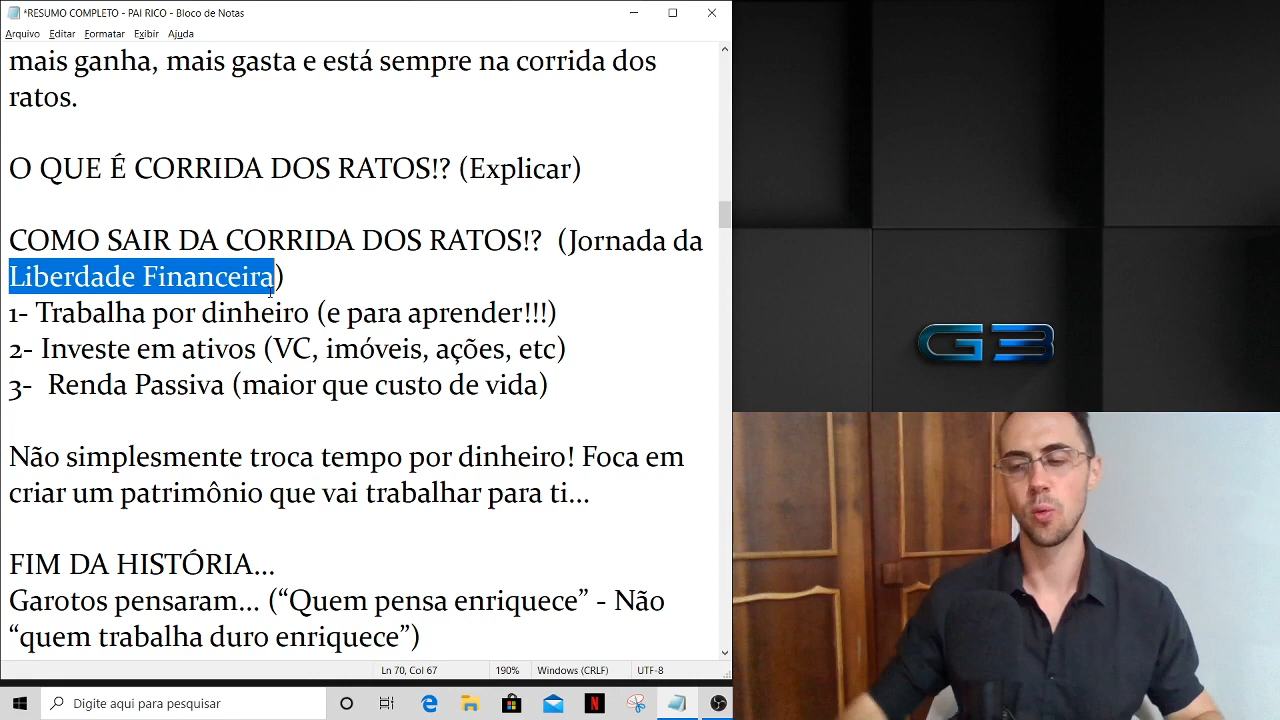 *RESUMO COMPLETO - PAI RICO - Bloco de Notas
Arquivo Editar Formatar Exibir Ajuda
mais ganha, mais gasta e está sempre na corrida dos
ratos.
O QUE É CORRIDA DOS RATOS!? (Explicar)
COMO SAIR DA CORRIDA DOS RATOS!?  (Jornada da
Liberdade Financeira)
1- Trabalha por dinheiro (e para aprender!!!)
2- Investe em ativos (VC, imóveis, ações, etc)
3-  Renda Passiva (maior que custo de vida)
Não simplesmente troca tempo por dinheiro! Foca em
criar um patrimônio que vai trabalhar para ti...
FIM DA HISTÓRIA...
Garotos pensaram... (“Quem pensa enriquece” - Não
“quem trabalha duro enriquece”)
Ln 70, Col 67 190% Windows (CRLF) UTF-8
Digite aqui para pesquisar
N
G3